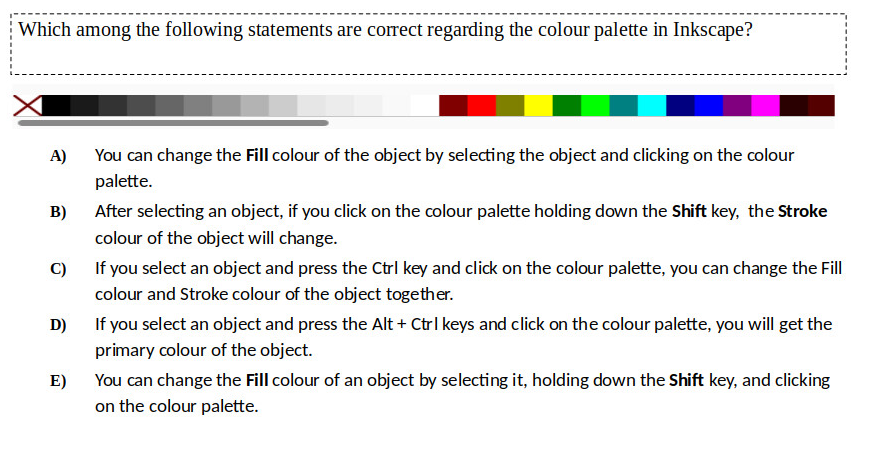 Which among the following statements are correct regarding the colour palette in Inkscape?
A) You can change the Fill colour of the object by selecting the object and clicking on the colour
palette.
B) After selecting an object, if you click on the colour palette holding down the Shift key, the Stroke
colour of the object will change.
C) If you select an object and press the Ctrl key and click on the colour palette, you can change the Fill
colour and Stroke colour of the object together.
D) If you select an object and press the Alt + Ctrl keys and click on the colour palette, you will get the
primary colour of the object.
E) You can change the Fill colour of an object by selecting it, holding down the Shift key, and clicking
on the colour palette.